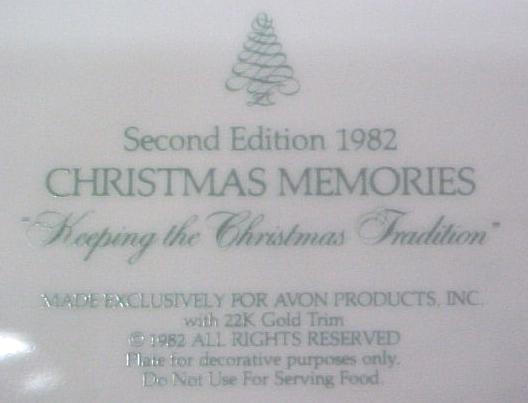 Second Edition 1982
CHRISTMAS MEMORIES
"Keeping the Christmas Tradition"
MADE EXCLUSIVELY FOR AVON PRODUCTS, INC.
with 22K Gold Trim
© 1982 ALL RIGHTS RESERVED
Plate for decorative purposes only.
Do Not Use For Serving Food.